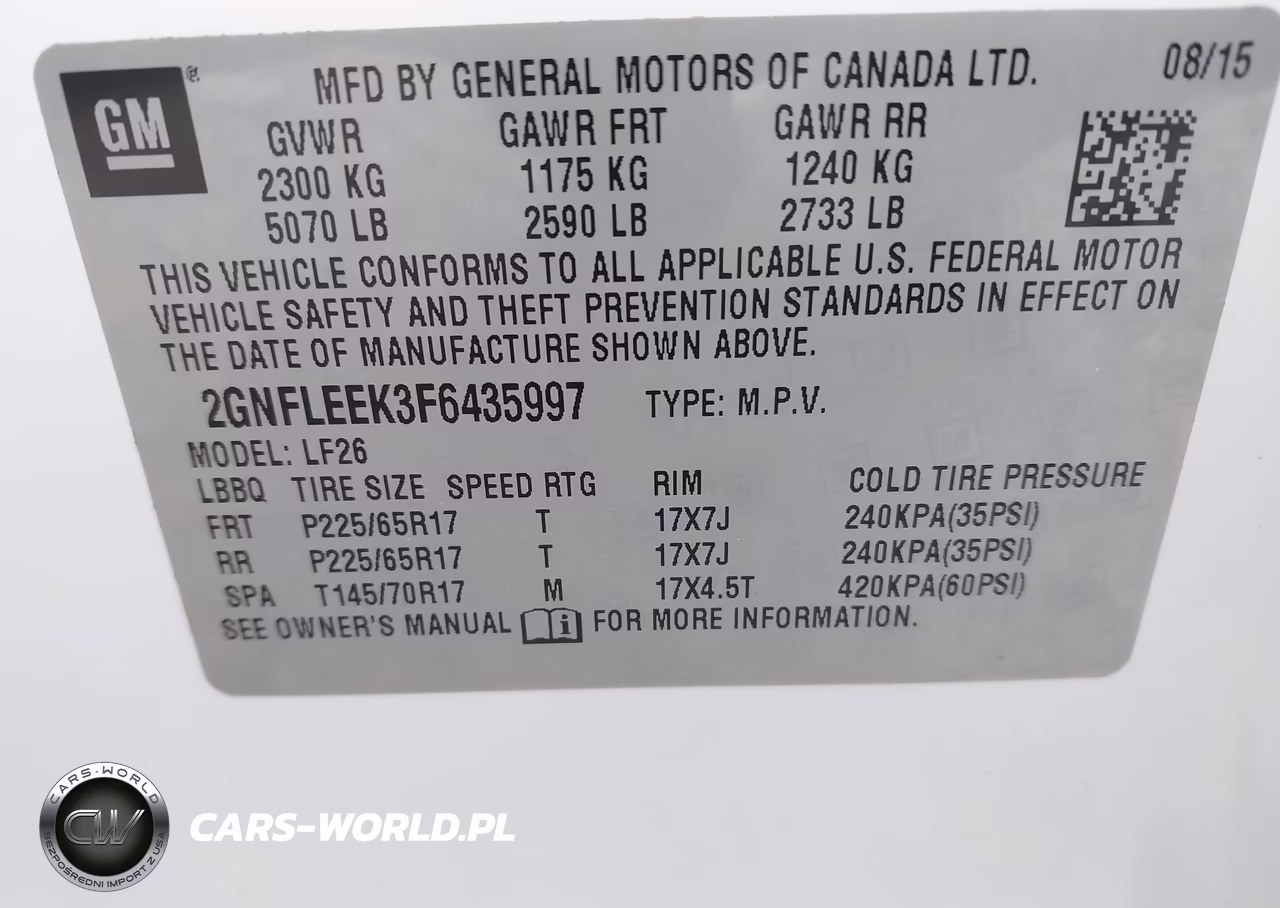 GM
MFD BY GENERAL MOTORS OF CANADA LTD. 08/15
GVWR GAWR FRT GAWR RR
2300 KG 1175 KG 1240 KG
5070 LB 2590 LB 2733 LB
THIS VEHICLE CONFORMS TO ALL APPLICABLE U.S. FEDERAL MOTOR
VEHICLE SAFETY AND THEFT PREVENTION STANDARDS IN EFFECT ON
THE DATE OF MANUFACTURE SHOWN ABOVE.
2GNFLEEK3F6435997 TYPE: M.P.V.
MODEL: LF26
LBBQ TIRE SIZE SPEED RTG RIM COLD TIRE PRESSURE
FRT P225/65R17 T 17X7J 240KPA(35PSI)
RR P225/65R17 T 17X7J 240KPA(35PSI)
SPA T145/70R17 M 17X4.5T 420KPA(60PSI)
SEE OWNER'S MANUAL i FOR MORE INFORMATION.
CARS-WORLD
CW
BEZPOŚREDNI IMPORT Z USA
CARS-WORLD.PL